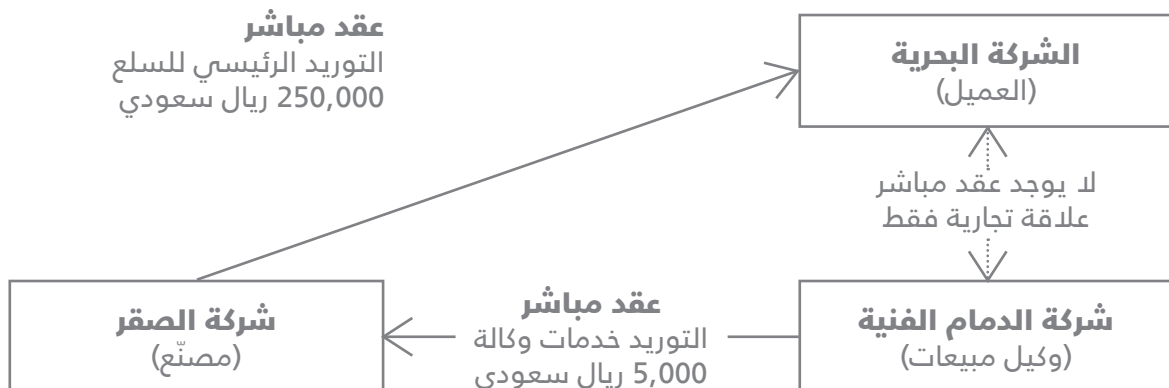 عقد مباشر
التوريد الرئيسي للسلع
250,000 ريال سعودي
الشركة البحرية
(العميل)
لا يوجد عقد مباشر
علاقة تجارية فقط
شركة الدمام الفنية
(وكيل مبيعات)
عقد مباشر
التوريد خدمات وكالة
5,000 ريال سعودي
شركة الصقر
(مصنّع)